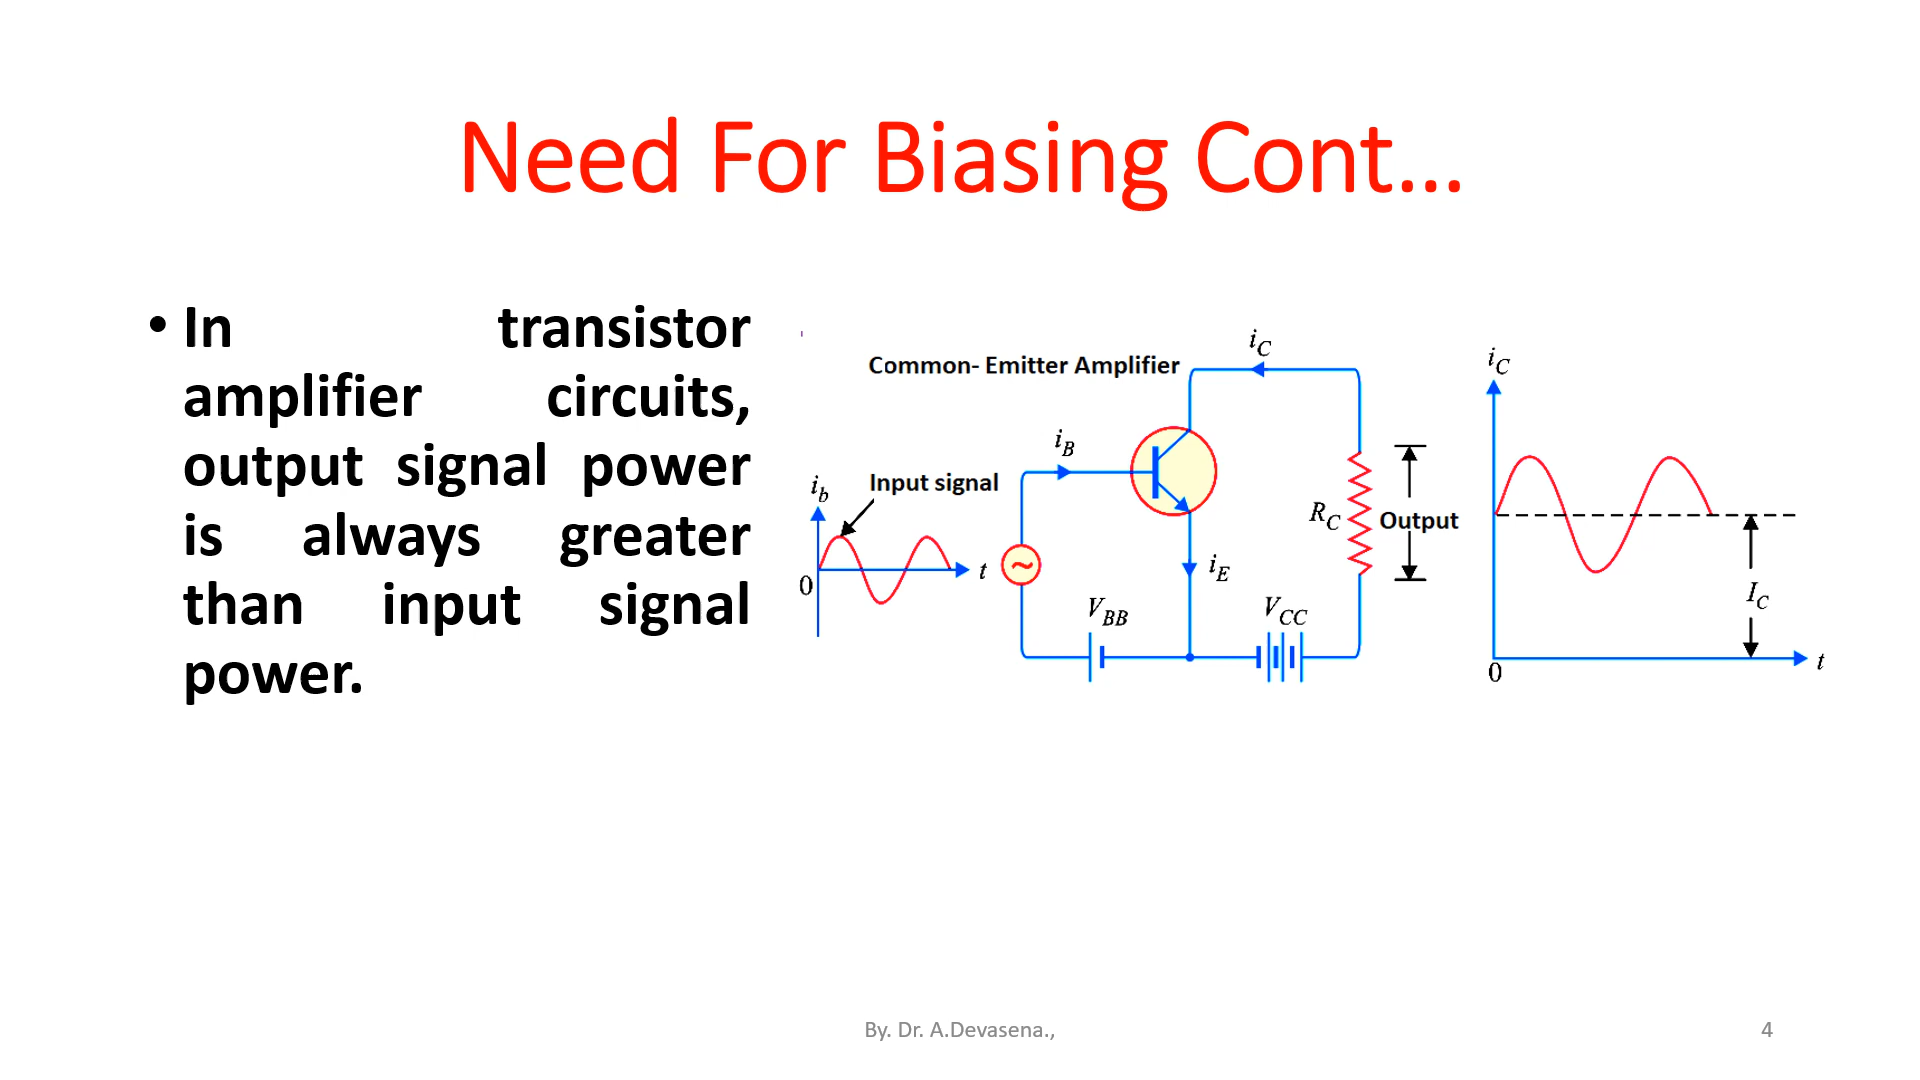 Need For Biasing Cont...
• In transistor
amplifier circuits,
output signal power
is always greater
than input signal
power.
Common- Emitter Amplifier
iC
iB
Input signal
ib
0
t
iE
RC
Output
VBB
VCC
iC
IC
0
t
By. Dr. A.Devasena.,
4